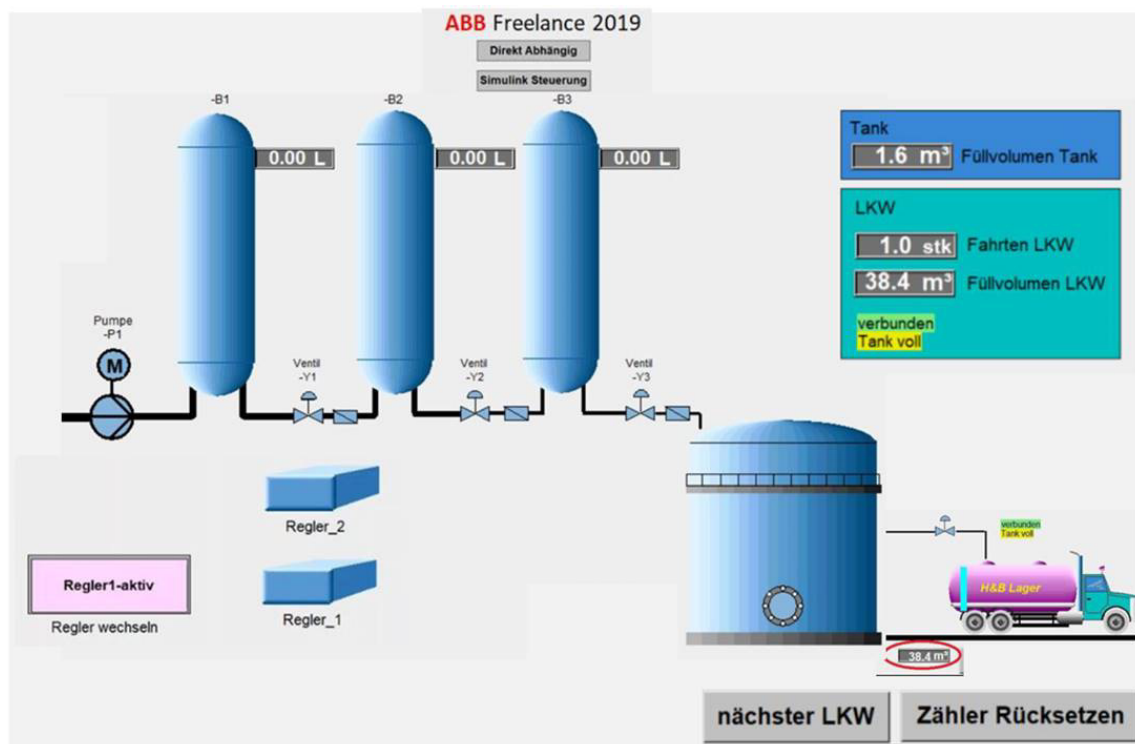 ABB Freelance 2019
Direkt Abhängig
Simulink Steuerung
-B1
-B2
-B3
0.00 L
0.00 L
0.00 L
Tank
1.6 m³ Füllvolumen Tank
LKW
1.0 stk Fahrten LKW
38.4 m³ Füllvolumen LKW
verbunden
Tank voll
Pumpe
-P1
M
Ventil
-Y1
Ventil
-Y2
Ventil
-Y3
Regler_2
Regler_1
Regler1-aktiv
Regler wechseln
verbunden
Tank voll
H&B Lager
38.4 m³
nächster LKW
Zähler Rücksetzen